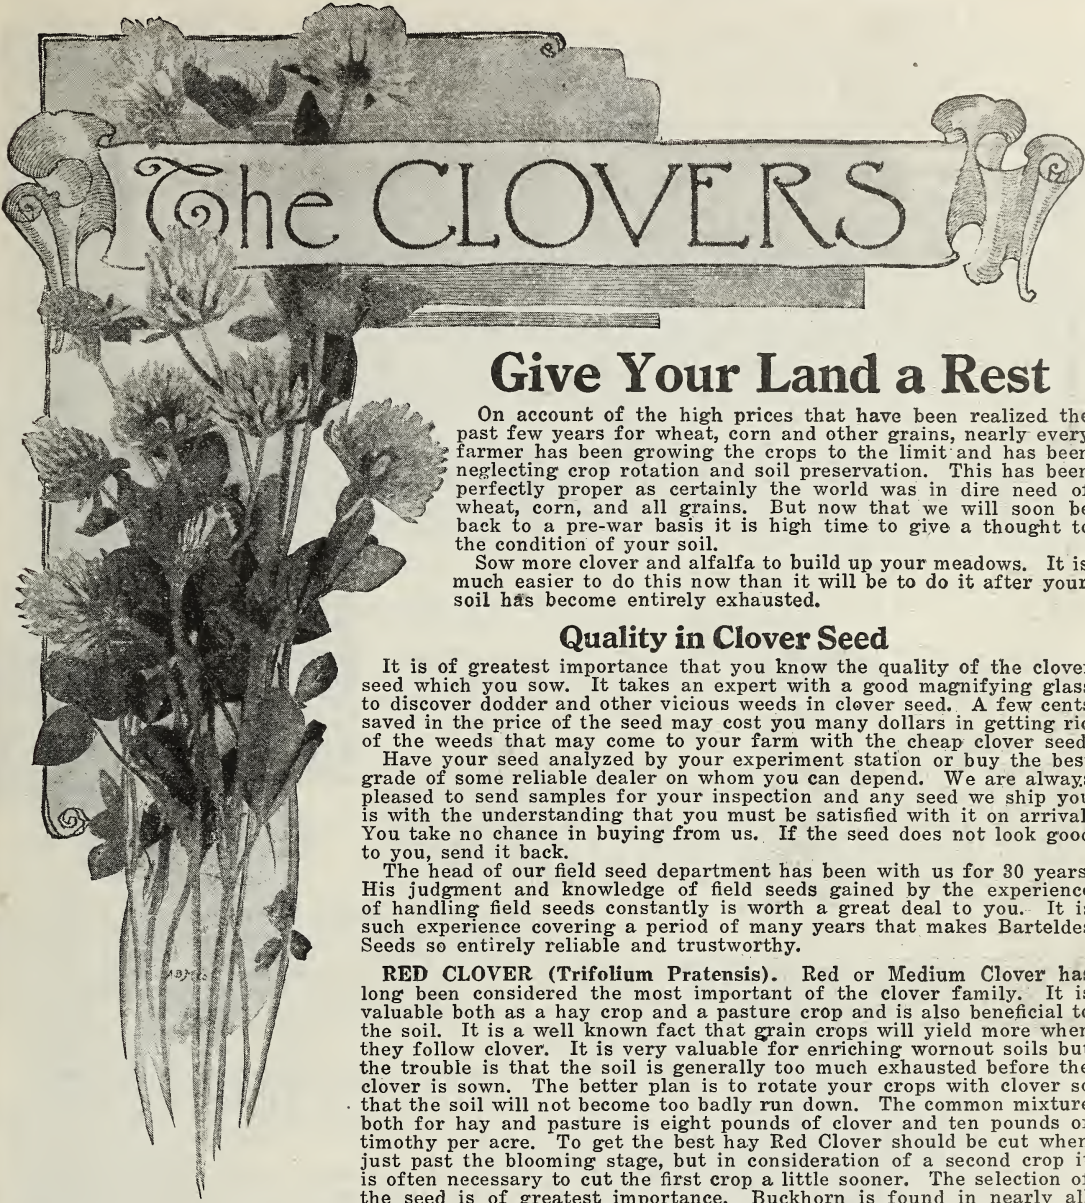 The CLOVERS
Give Your Land a Rest
On account of the high prices that have been realized the
past few years for wheat, corn and other grains, nearly every
farmer has been growing the crops to the limit and has been
neglecting crop rotation and soil preservation. This has been
perfectly proper as certainly the world was in dire need of
wheat, corn, and all grains. But now that we will soon be
back to a pre-war basis it is high time to give a thought to
the condition of your soil.
Sow more clover and alfalfa to build up your meadows. It is
much easier to do this now than it will be to do it after your
soil has become entirely exhausted.
Quality in Clover Seed
It is of greatest importance that you know the quality of the clover
seed which you sow. It takes an expert with a good magnifying glass
to discover dodder and other vicious weeds in clover seed. A few cents
saved in the price of the seed may cost you many dollars in getting rid
of the weeds that may come to your farm with the cheap clover seed
Have your seed analyzed by your experiment station or buy the best
grade of some reliable dealer on whom you can depend. We are always
pleased to send samples for your inspection and any seed we ship you
is with the understanding that you must be satisfied with it on arrival
You take no chance in buying from us. If the seed does not look good
to you, send it back.
The head of our field seed department has been with us for 30 years
His judgment and knowledge of field seeds gained by the experience
of handling field seeds constantly is worth a great deal to you. It is
such experience covering a period of many years that makes Barteldes
Seeds so entirely reliable and trustworthy.
RED CLOVER (Trifolium Pratensis). Red or Medium Clover has
long been considered the most important of the clover family. It is
valuable both as a hay crop and a pasture crop and is also beneficial to
the soil. It is a well known fact that grain crops will yield more when
they follow clover. It is very valuable for enriching wornout soils but
the trouble is that the soil is generally too much exhausted before the
clover is sown. The better plan is to rotate your crops with clover so
that the soil will not become too badly run down. The common mixture
both for hay and pasture is eight pounds of clover and ten pounds of
timothy per acre. To get the best hay Red Clover should be cut when
just past the blooming stage, but in consideration of a second crop it
is often necessary to cut the first crop a little sooner. The selection of
the seed is of greatest importance. Buckhorn is found in nearly all